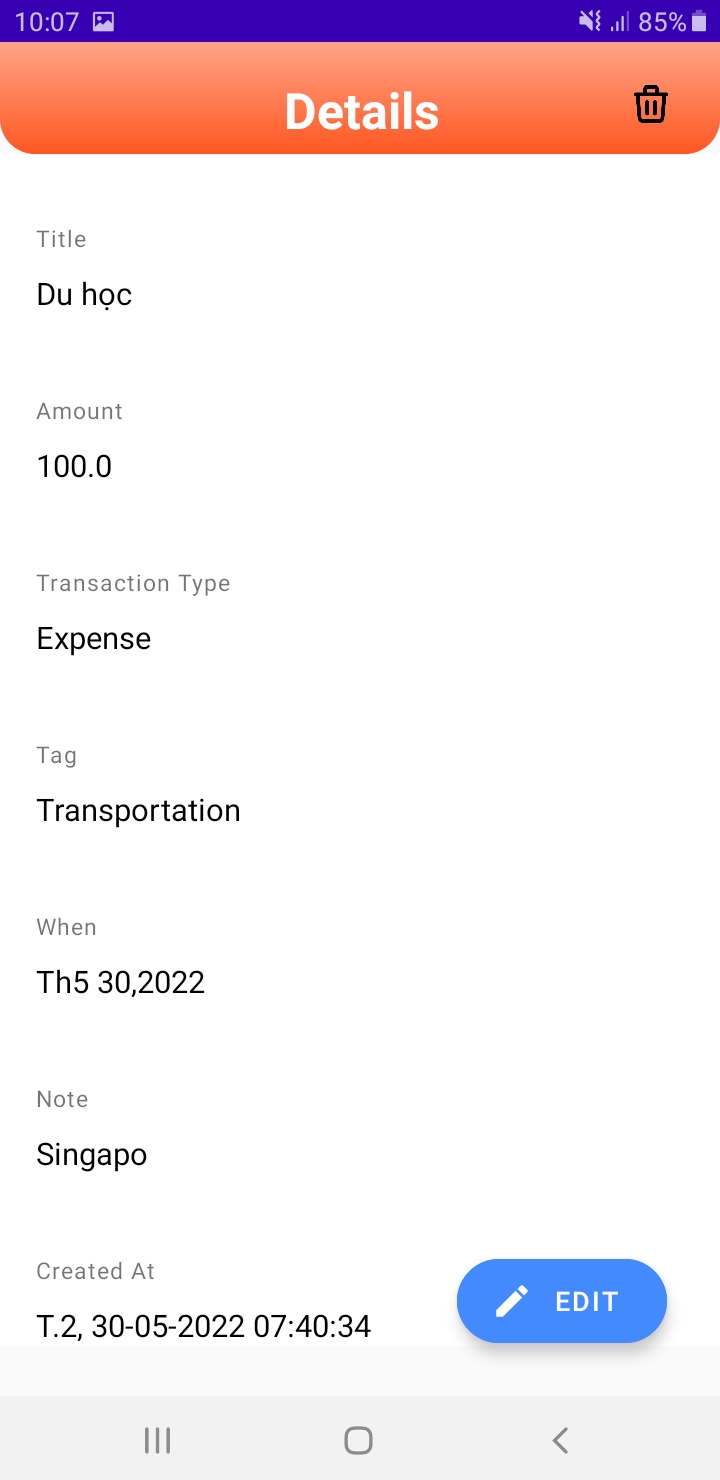 10:07 85%
Details
Title
Du học
Amount
100.0
Transaction Type
Expense
Tag
Transportation
When
Th5 30,2022
Note
Singapo
Created At
T.2, 30-05-2022 07:40:34
EDIT